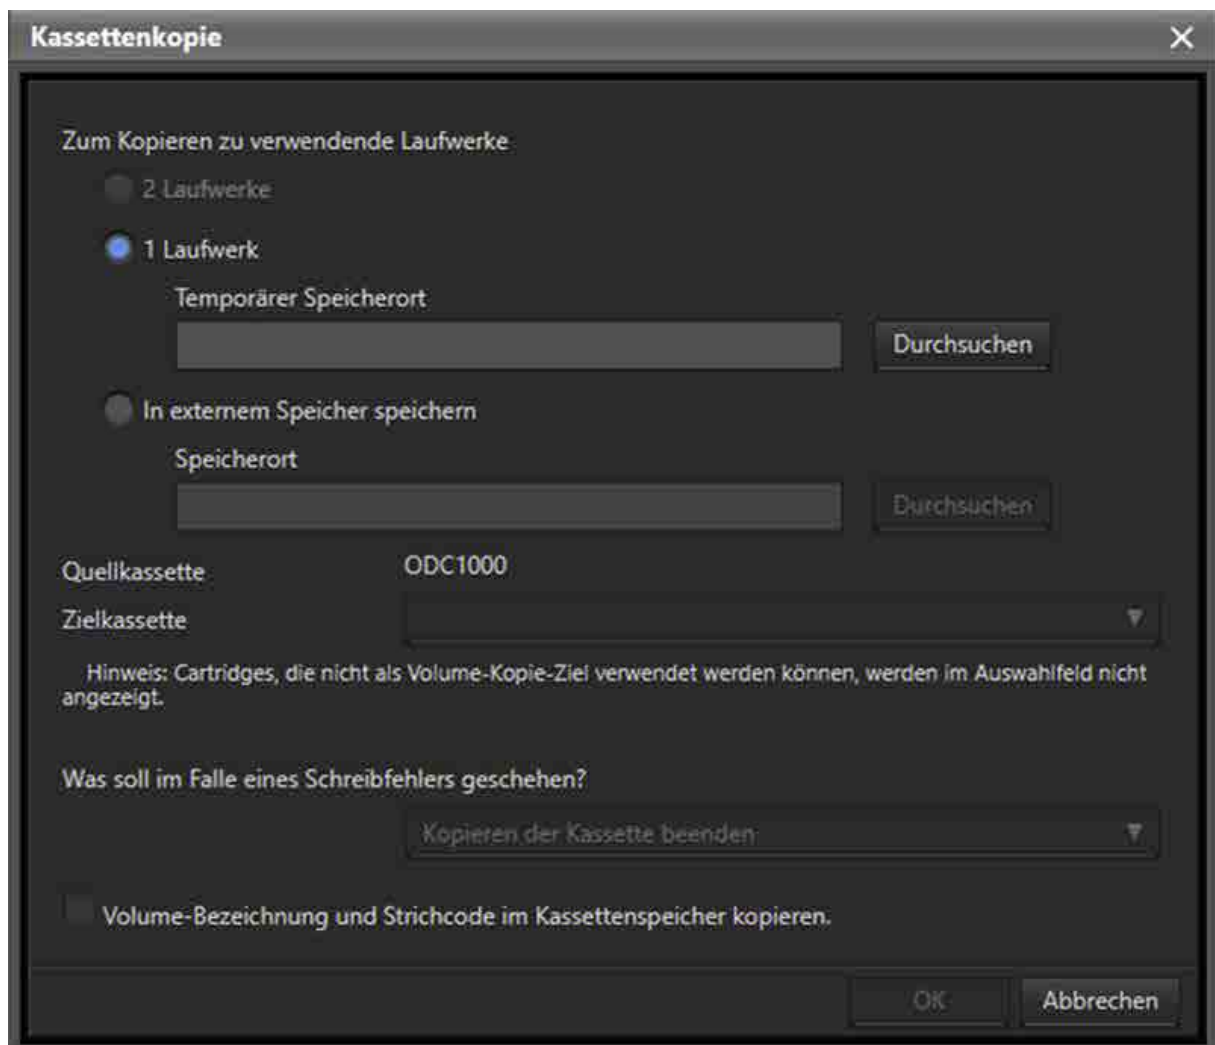 Kassettenkopie
Zum Kopieren zu verwendende Laufwerke
2 Laufwerke
1 Laufwerk
Temporärer Speicherort
Durchsuchen
In externem Speicher speichern
Speicherort
Durchsuchen
Quellkassette ODC1000
Zielkassette
Hinweis: Cartridges, die nicht als Volume-Kopie-Ziel verwendet werden können, werden im Auswahlfeld nicht
angezeigt.
Was soll im Falle eines Schreibfehlers geschehen?
Kopieren der Kassette beenden
Volume-Bezeichnung und Strichcode im Kassettenspeicher kopieren.
OK Abbrechen